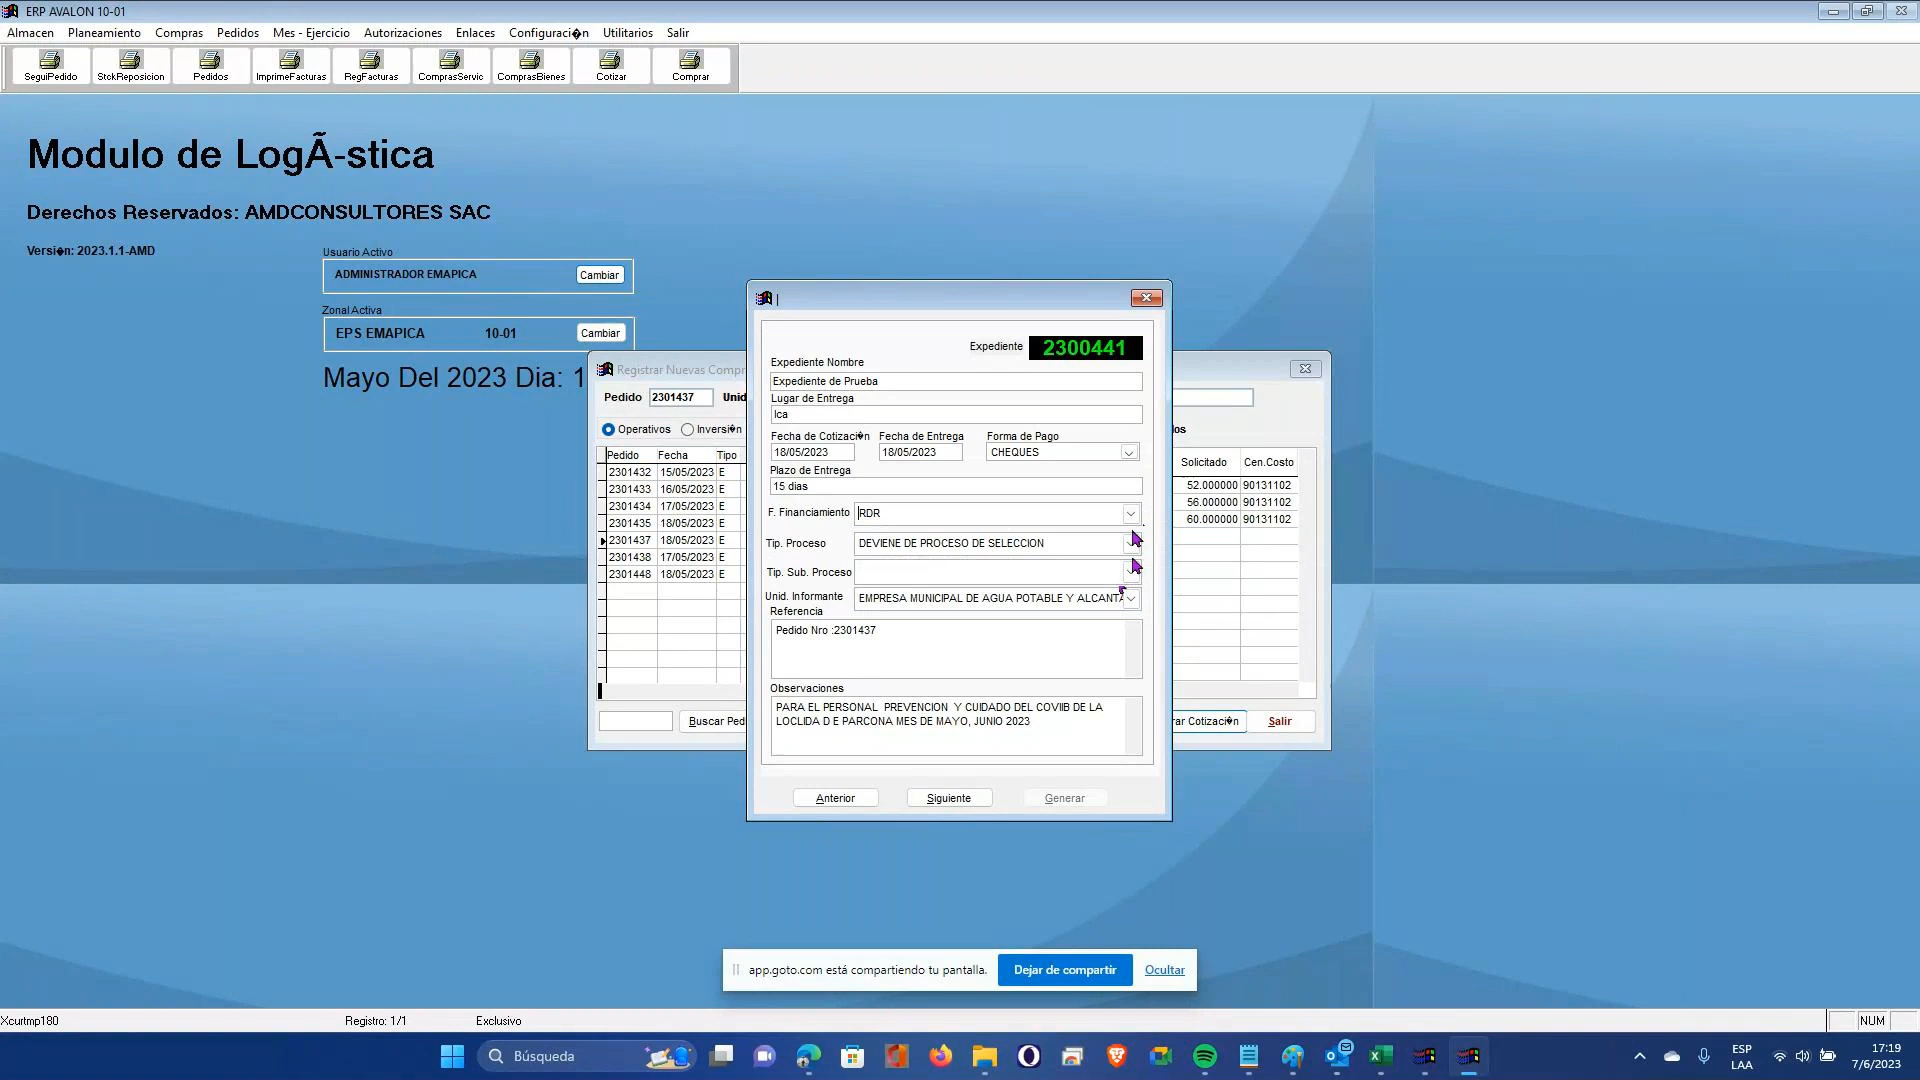 ERP AVALON 10-01
Almacen Planeamiento Compras Pedidos Mes - Ejercicio Autorizaciones Enlaces Configuraci�n Utilitarios Salir
SeguiPedido StckReposicion Pedidos ImprimeFacturas RegFacturas ComprasServic ComprasBienes Cotizar Comprar
Modulo de LogÃ-stica
Derechos Reservados: AMDCONSULTORES SAC
Versi�n: 2023.1.1-AMD
Usuario Activo
ADMINISTRADOR EMAPICA Cambiar
Zonal Activa
EPS EMAPICA 10-01 Cambiar
Mayo Del 2023 Dia: 1
Registrar Nuevas Compr
Pedido 2301437 Unid
Operativos Inversi�n
Pedido Fecha Tipo
2301432 15/05/2023 E
2301433 16/05/2023 E
2301434 17/05/2023 E
2301435 18/05/2023 E
2301437 18/05/2023 E
2301438 17/05/2023 E
2301448 18/05/2023 E
Buscar Ped
Expediente 2300441
Expediente Nombre
Expediente de Prueba
Lugar de Entrega
Ica
Fecha de Cotizaci�n Fecha de Entrega Forma de Pago
18/05/2023 18/05/2023 CHEQUES
Plazo de Entrega
15 dias
F. Financiamiento RDR
Tip. Proceso DEVIENE DE PROCESO DE SELECCION
Tip. Sub. Proceso
Unid. Informante EMPRESA MUNICIPAL DE AGUA POTABLE Y ALCANTA
Referencia
Pedido Nro :2301437
Observaciones
PARA EL PERSONAL PREVENCION Y CUIDADO DEL COVIIB DE LA
LOCLIDA D E PARCONA MES DE MAYO, JUNIO 2023
Anterior Siguiente Generar
los
Solicitado Cen.Costo
52.000000 90131102
56.000000 90131102
60.000000 90131102
rar Cotizaci�n Salir
app.goto.com está compartiendo tu pantalla. Dejar de compartir Ocultar
Xcurtmp180 Registro: 1/1 Exclusivo NUM
Búsqueda
ESP
LAA
17:19
7/6/2023